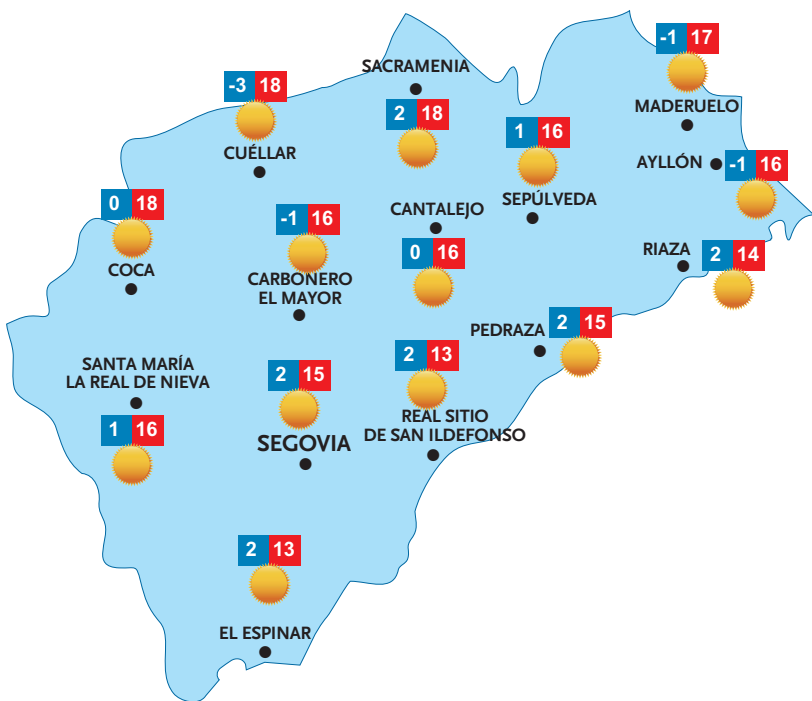 -1 17
MADERUELO
SACRAMENIA
2 18
-3 18
CUÉLLAR
1 16
SEPÚLVEDA
AYLLÓN
-1 16
0 18
COCA
-1 16
CARBONERO
EL MAYOR
CANTALEJO
0 16
RIAZA
2 14
PEDRAZA
2 15
SANTA MARÍA
LA REAL DE NIEVA
1 16
2 15
SEGOVIA
2 13
REAL SITIO
DE SAN ILDEFONSO
2 13
EL ESPINAR